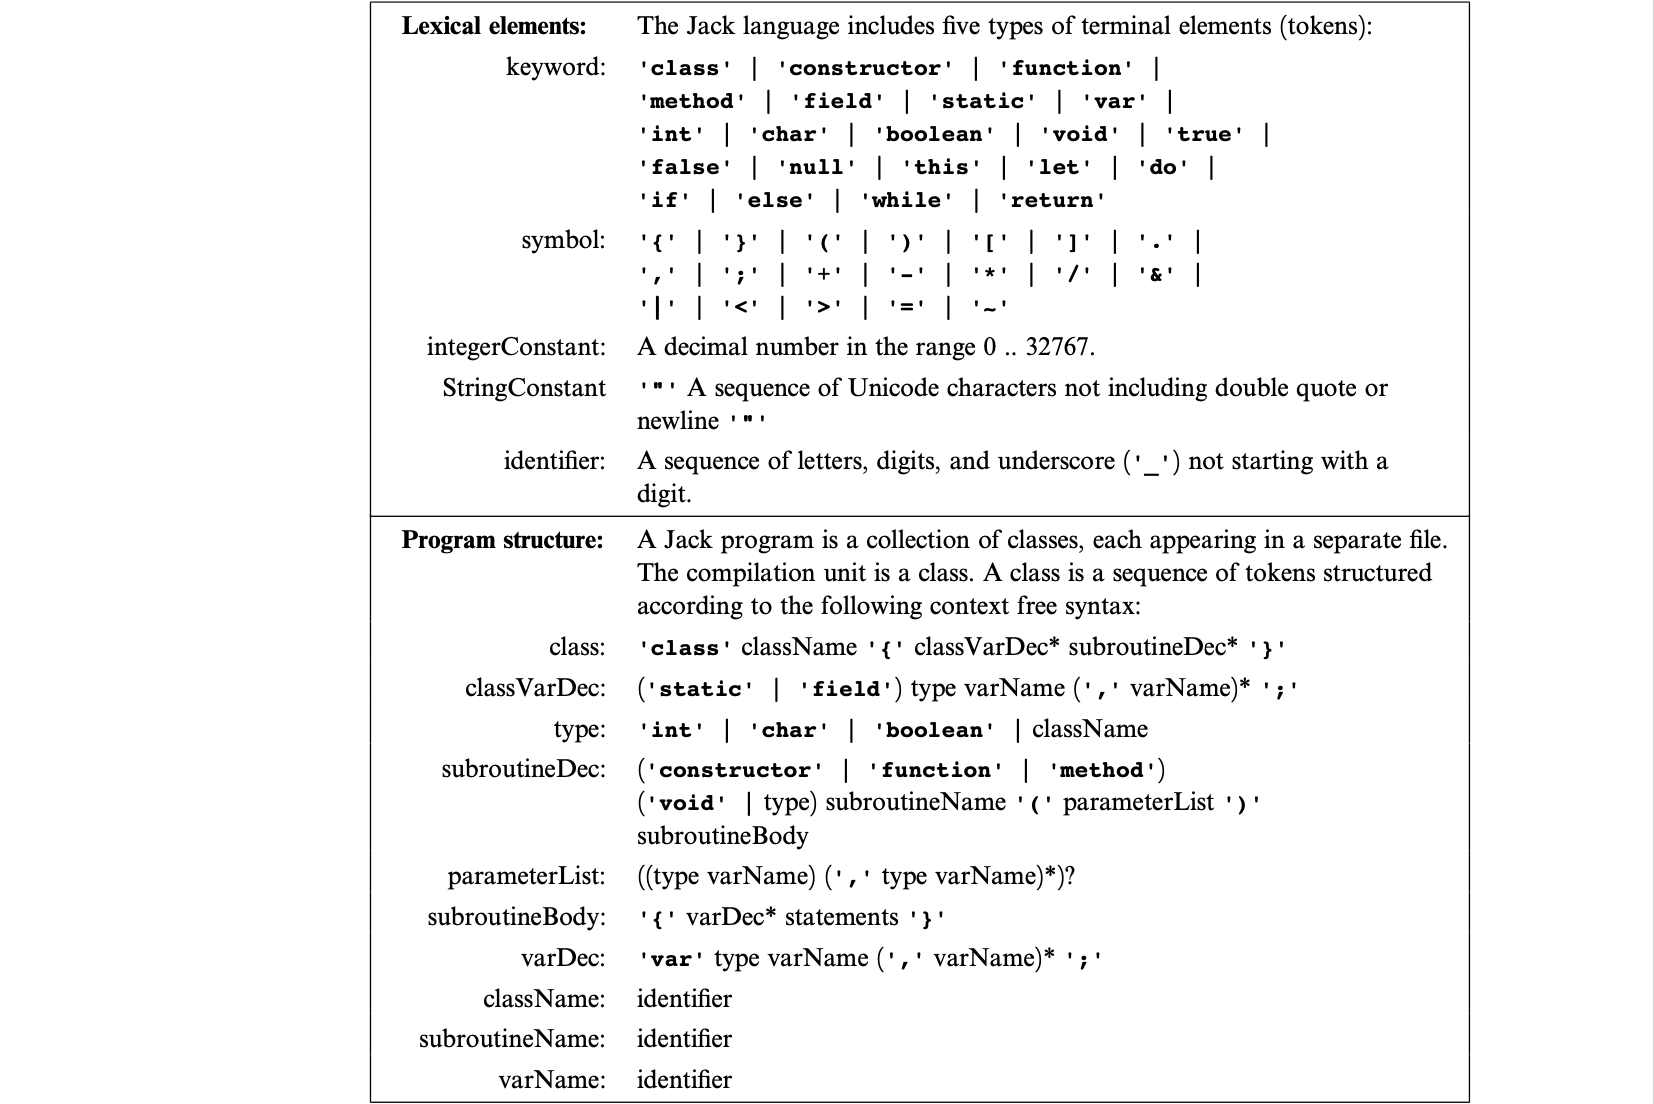 Lexical elements: The Jack language includes five types of terminal elements (tokens):
keyword: 'class' | 'constructor' | 'function' |
'method' | 'field' | 'static' | 'var' |
'int' | 'char' | 'boolean' | 'void' | 'true' |
'false' | 'null' | 'this' | 'let' | 'do' |
'if' | 'else' | 'while' | 'return'
symbol: '{' | '}' | '(' | ')' | '[' | ']' | '.' |
',' | ';' | '+' | '-' | '*' | '/' | '&' |
'|' | '<' | '>' | '=' | '~'
integerConstant: A decimal number in the range 0 .. 32767.
StringConstant '"' A sequence of Unicode characters not including double quote or
newline '"'
identifier: A sequence of letters, digits, and underscore ('_') not starting with a
digit.
Program structure: A Jack program is a collection of classes, each appearing in a separate file.
The compilation unit is a class. A class is a sequence of tokens structured
according to the following context free syntax:
class: 'class' className '{' classVarDec* subroutineDec* '}'
classVarDec: ('static' | 'field') type varName (',' varName)* ';'
type: 'int' | 'char' | 'boolean' | className
subroutineDec: ('constructor' | 'function' | 'method')
('void' | type) subroutineName '(' parameterList ')'
subroutineBody
parameterList: ((type varName) (',' type varName)*)?
subroutineBody: '{' varDec* statements '}'
varDec: 'var' type varName (',' varName)* ';'
className: identifier
subroutineName: identifier
varName: identifier